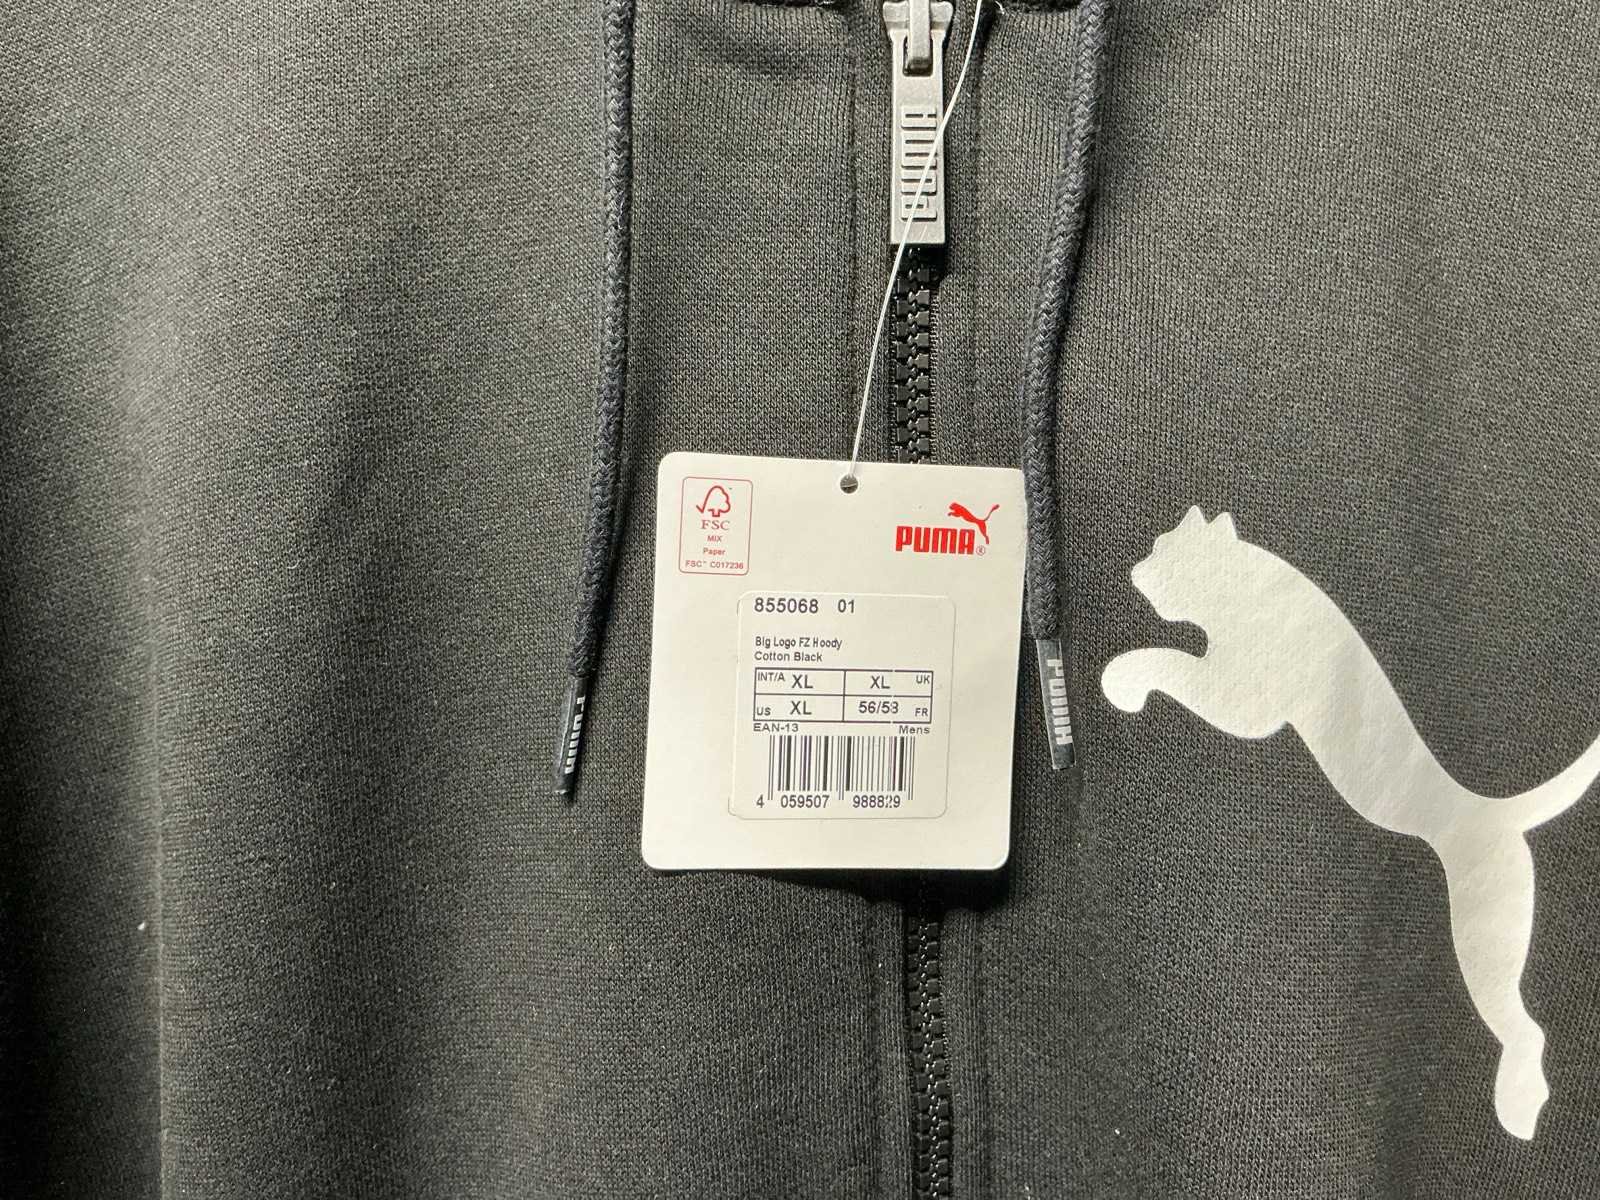 PUMA
FSC
MIX
Paper
FSC™ C017236
PUMA®
855068 01
Big Logo FZ Hoody
Cotton Black
INT/A XL XL UK
US XL 56/58 FR
EAN-13 Mens
4 059507 988829
PUMA
PUMA